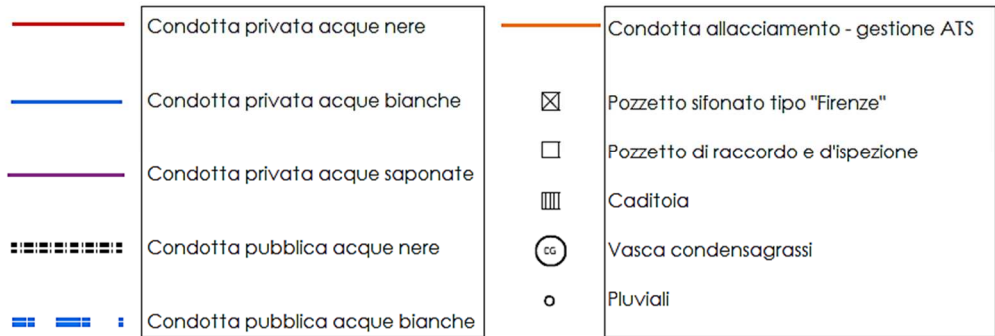 Condotta privata acque nere
Condotta privata acque bianche
Condotta privata acque saponate
Condotta pubblica acque nere
Condotta pubblica acque bianche
Condotta allacciamento - gestione ATS
Pozzetto sifonato tipo "Firenze"
Pozzetto di raccordo e d'ispezione
Caditoia
CG
Vasca condensagrassi
Pluviali